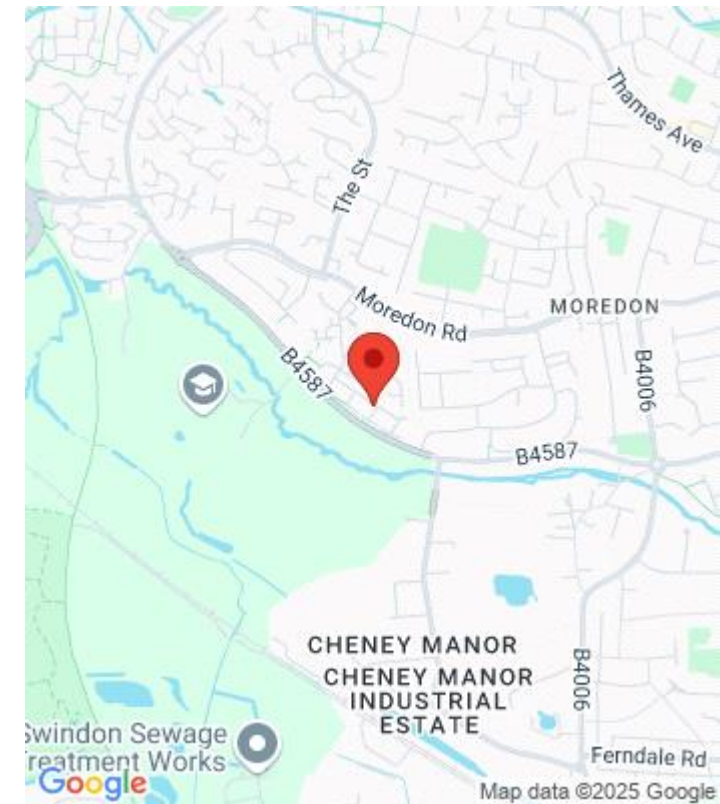 Thames Ave
The St
Moredon Rd
MOREDON
B4587
B4006
B4587
CHENEY MANOR
CHENEY MANOR
INDUSTRIAL
ESTATE
B4006
Swindon Sewage
Treatment Works
Ferndale Rd
Google
Map data ©2025 Google